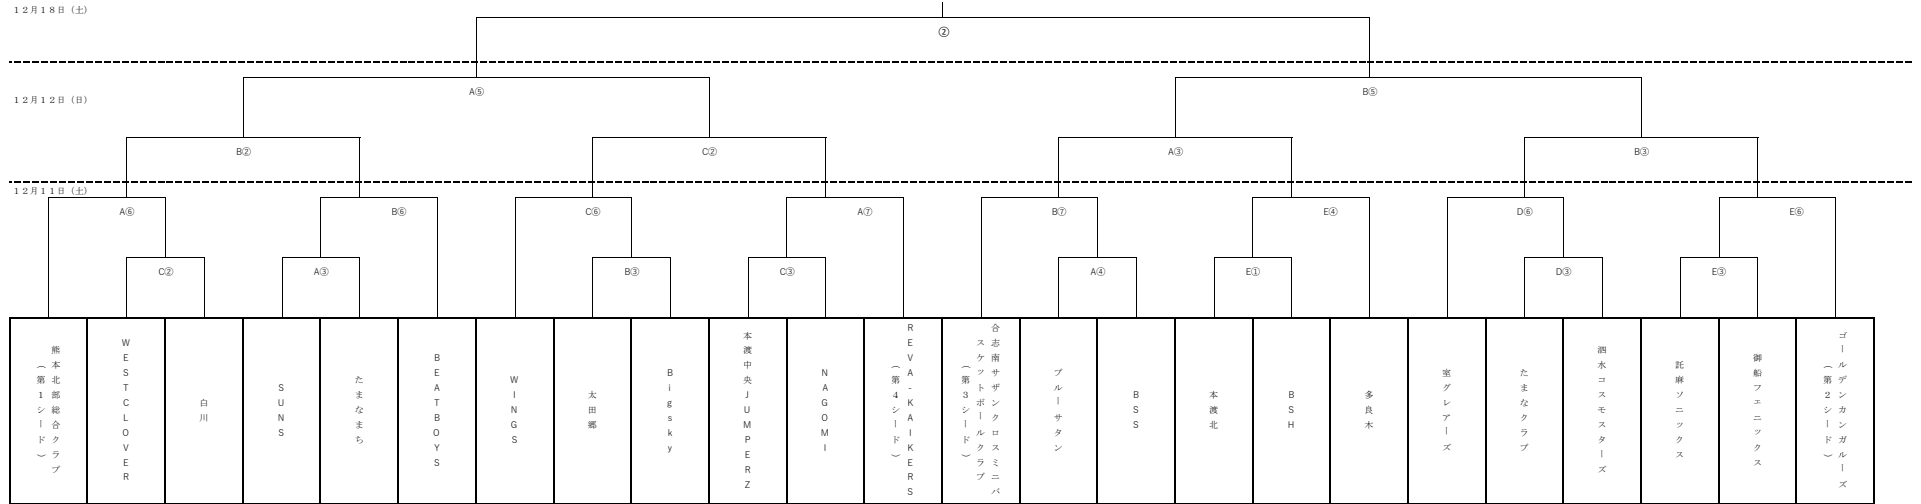 12月18日（土）
②
A⑤
B⑤
12月12日（日）
B②
C②
A③
B③
12月11日（土）
A⑥
B⑥
C⑥
A⑦
B⑦
E④
D⑥
E⑥
C②
A③
B③
C③
A④
E①
D③
E③
熊本北部総合クラブ
（第1シード）
WESTCLOVER
白川
SUNS
たまなまち
BEATBOYS
WINGS
太田郷
Bigsky
本渡中央JUMPERZ
NAGOMI
REVA-KAIKERS
（第4シード）
合志南サザンクロスミニバ
スケットボールクラブ
（第3シード）
ブルーサタン
BSS
本渡北
BSH
多良木
室グレアーズ
たまなクラブ
泗水コスモスターズ
託麻ソニックス
御船フェニックス
ゴールデンカンガルーズ
（第2シード）